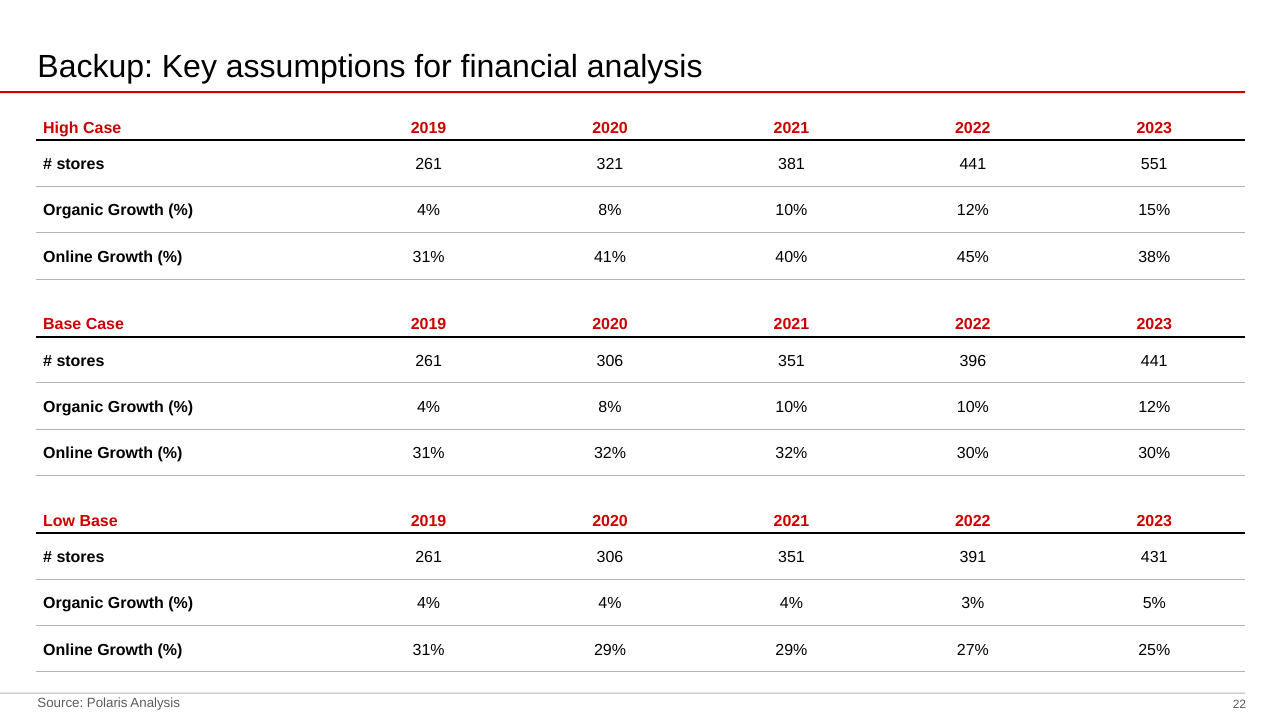 Backup: Key assumptions for financial analysis
High Case 2019 2020 2021 2022 2023
# stores 261 321 381 441 551
Organic Growth (%) 4% 8% 10% 12% 15%
Online Growth (%) 31% 41% 40% 45% 38%
Base Case 2019 2020 2021 2022 2023
# stores 261 306 351 396 441
Organic Growth (%) 4% 8% 10% 10% 12%
Online Growth (%) 31% 32% 32% 30% 30%
Low Base 2019 2020 2021 2022 2023
# stores 261 306 351 391 431
Organic Growth (%) 4% 4% 4% 3% 5%
Online Growth (%) 31% 29% 29% 27% 25%
Source: Polaris Analysis 22